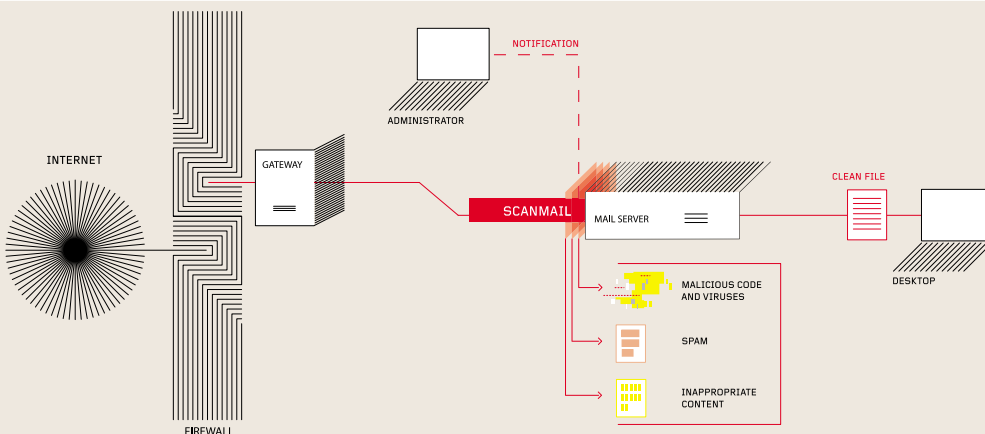 NOTIFICATION
ADMINISTRATOR
INTERNET
GATEWAY
CLEAN FILE
SCANMAIL
MAIL SERVER
DESKTOP
MALICIOUS CODE
AND VIRUSES
SPAM
INAPPROPRIATE
CONTENT
FIREWALL